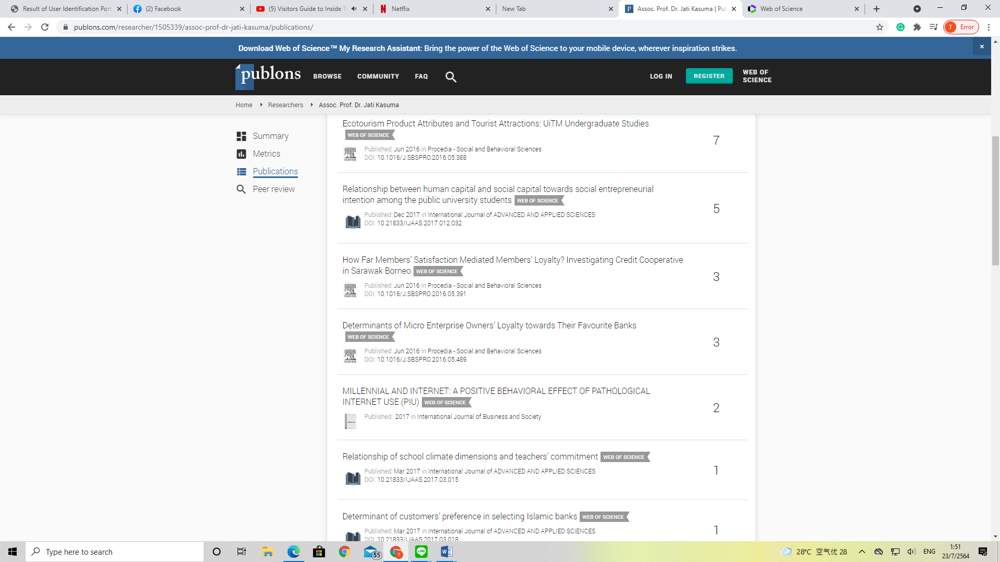 Result of User Identification Port
(2) Facebook
(5) Visitors Guide to Inside T
Netflix
New Tab
Assoc. Prof. Dr. Jati Kasuma | Pub
Web of Science
publons.com/researcher/1505339/assoc-prof-dr-jati-kasuma/publications/
T Error
Download Web of Science™ My Research Assistant: Bring the power of the Web of Science to your mobile device, wherever inspiration strikes.
publons BROWSE COMMUNITY FAQ LOG IN REGISTER WEB OF
SCIENCE
Home Researchers Assoc. Prof. Dr. Jati Kasuma
Summary
Metrics
Publications
Peer review
Ecotourism Product Attributes and Tourist Attractions: UiTM Undergraduate Studies
WEB OF SCIENCE
7
Published: Jun 2016 in Procedia - Social and Behavioral Sciences
DOI: 10.1016/J.SBSPRO.2016.05.388
ELSEVIER
Relationship between human capital and social capital towards social entrepreneurial
intention among the public university students WEB OF SCIENCE
5
Published: Dec 2017 in International Journal of ADVANCED AND APPLIED SCIENCES
DOI: 10.21833/IJAAS.2017.012.032
How Far Members’ Satisfaction Mediated Members’ Loyalty? Investigating Credit Cooperative
in Sarawak Borneo WEB OF SCIENCE
3
Published: Jun 2016 in Procedia - Social and Behavioral Sciences
DOI: 10.1016/J.SBSPRO.2016.05.391
ELSEVIER
Determinants of Micro Enterprise Owners’ Loyalty towards Their Favourite Banks
WEB OF SCIENCE
3
Published: Jun 2016 in Procedia - Social and Behavioral Sciences
DOI: 10.1016/J.SBSPRO.2016.05.489
ELSEVIER
MILLENNIAL AND INTERNET: A POSITIVE BEHAVIORAL EFFECT OF PATHOLOGICAL
INTERNET USE (PIU) WEB OF SCIENCE
2
Published: 2017 in International Journal of Business and Society
Relationship of school climate dimensions and teachers’ commitment WEB OF SCIENCE
1
Published: Mar 2017 in International Journal of ADVANCED AND APPLIED SCIENCES
DOI: 10.21833/IJAAS.2017.03.015
Determinant of customers’ preference in selecting Islamic banks WEB OF SCIENCE
1
Published: Mar 2017 in International Journal of ADVANCED AND APPLIED SCIENCES
DOI: 10.21833/IJAAS.2017.03.018
Type here to search
55
T
LINE
28°C 空气优 28
ENG
1:51
23/7/2564